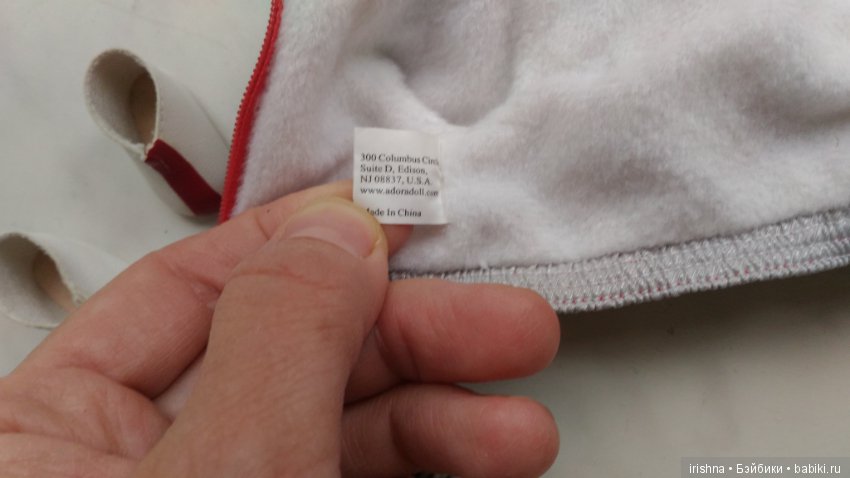 300 Columbus Circ
Suite D, Edison,
NJ 08837, U.S.A.
www.adoradoll.com
Made In China
irishna • Бэйбики • babiki.ru